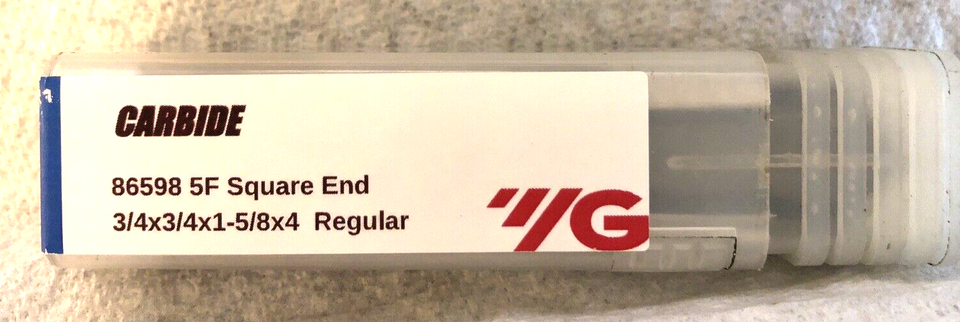 CARBIDE
86598 5F Square End
3/4x3/4x1-5/8x4 Regular
YG